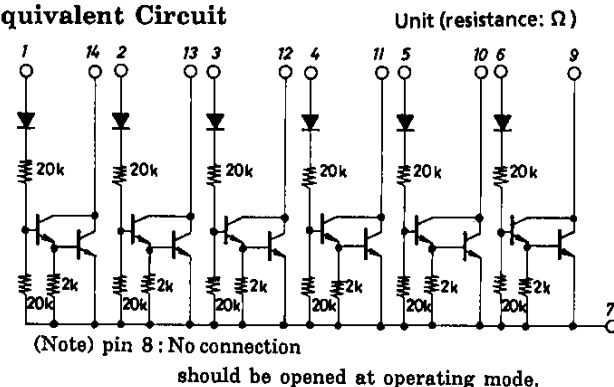 quivalent Circuit
Unit (resistance: Ω)
1 14 2 13 3 12 4 11 5 10 6 9
20k 20k 20k 20k 20k 20k
20k 2k 20k 2k 20k 2k 20k 2k 20k 2k 20k 2k
7
(Note) pin 8 : No connection
should be opened at operating mode.